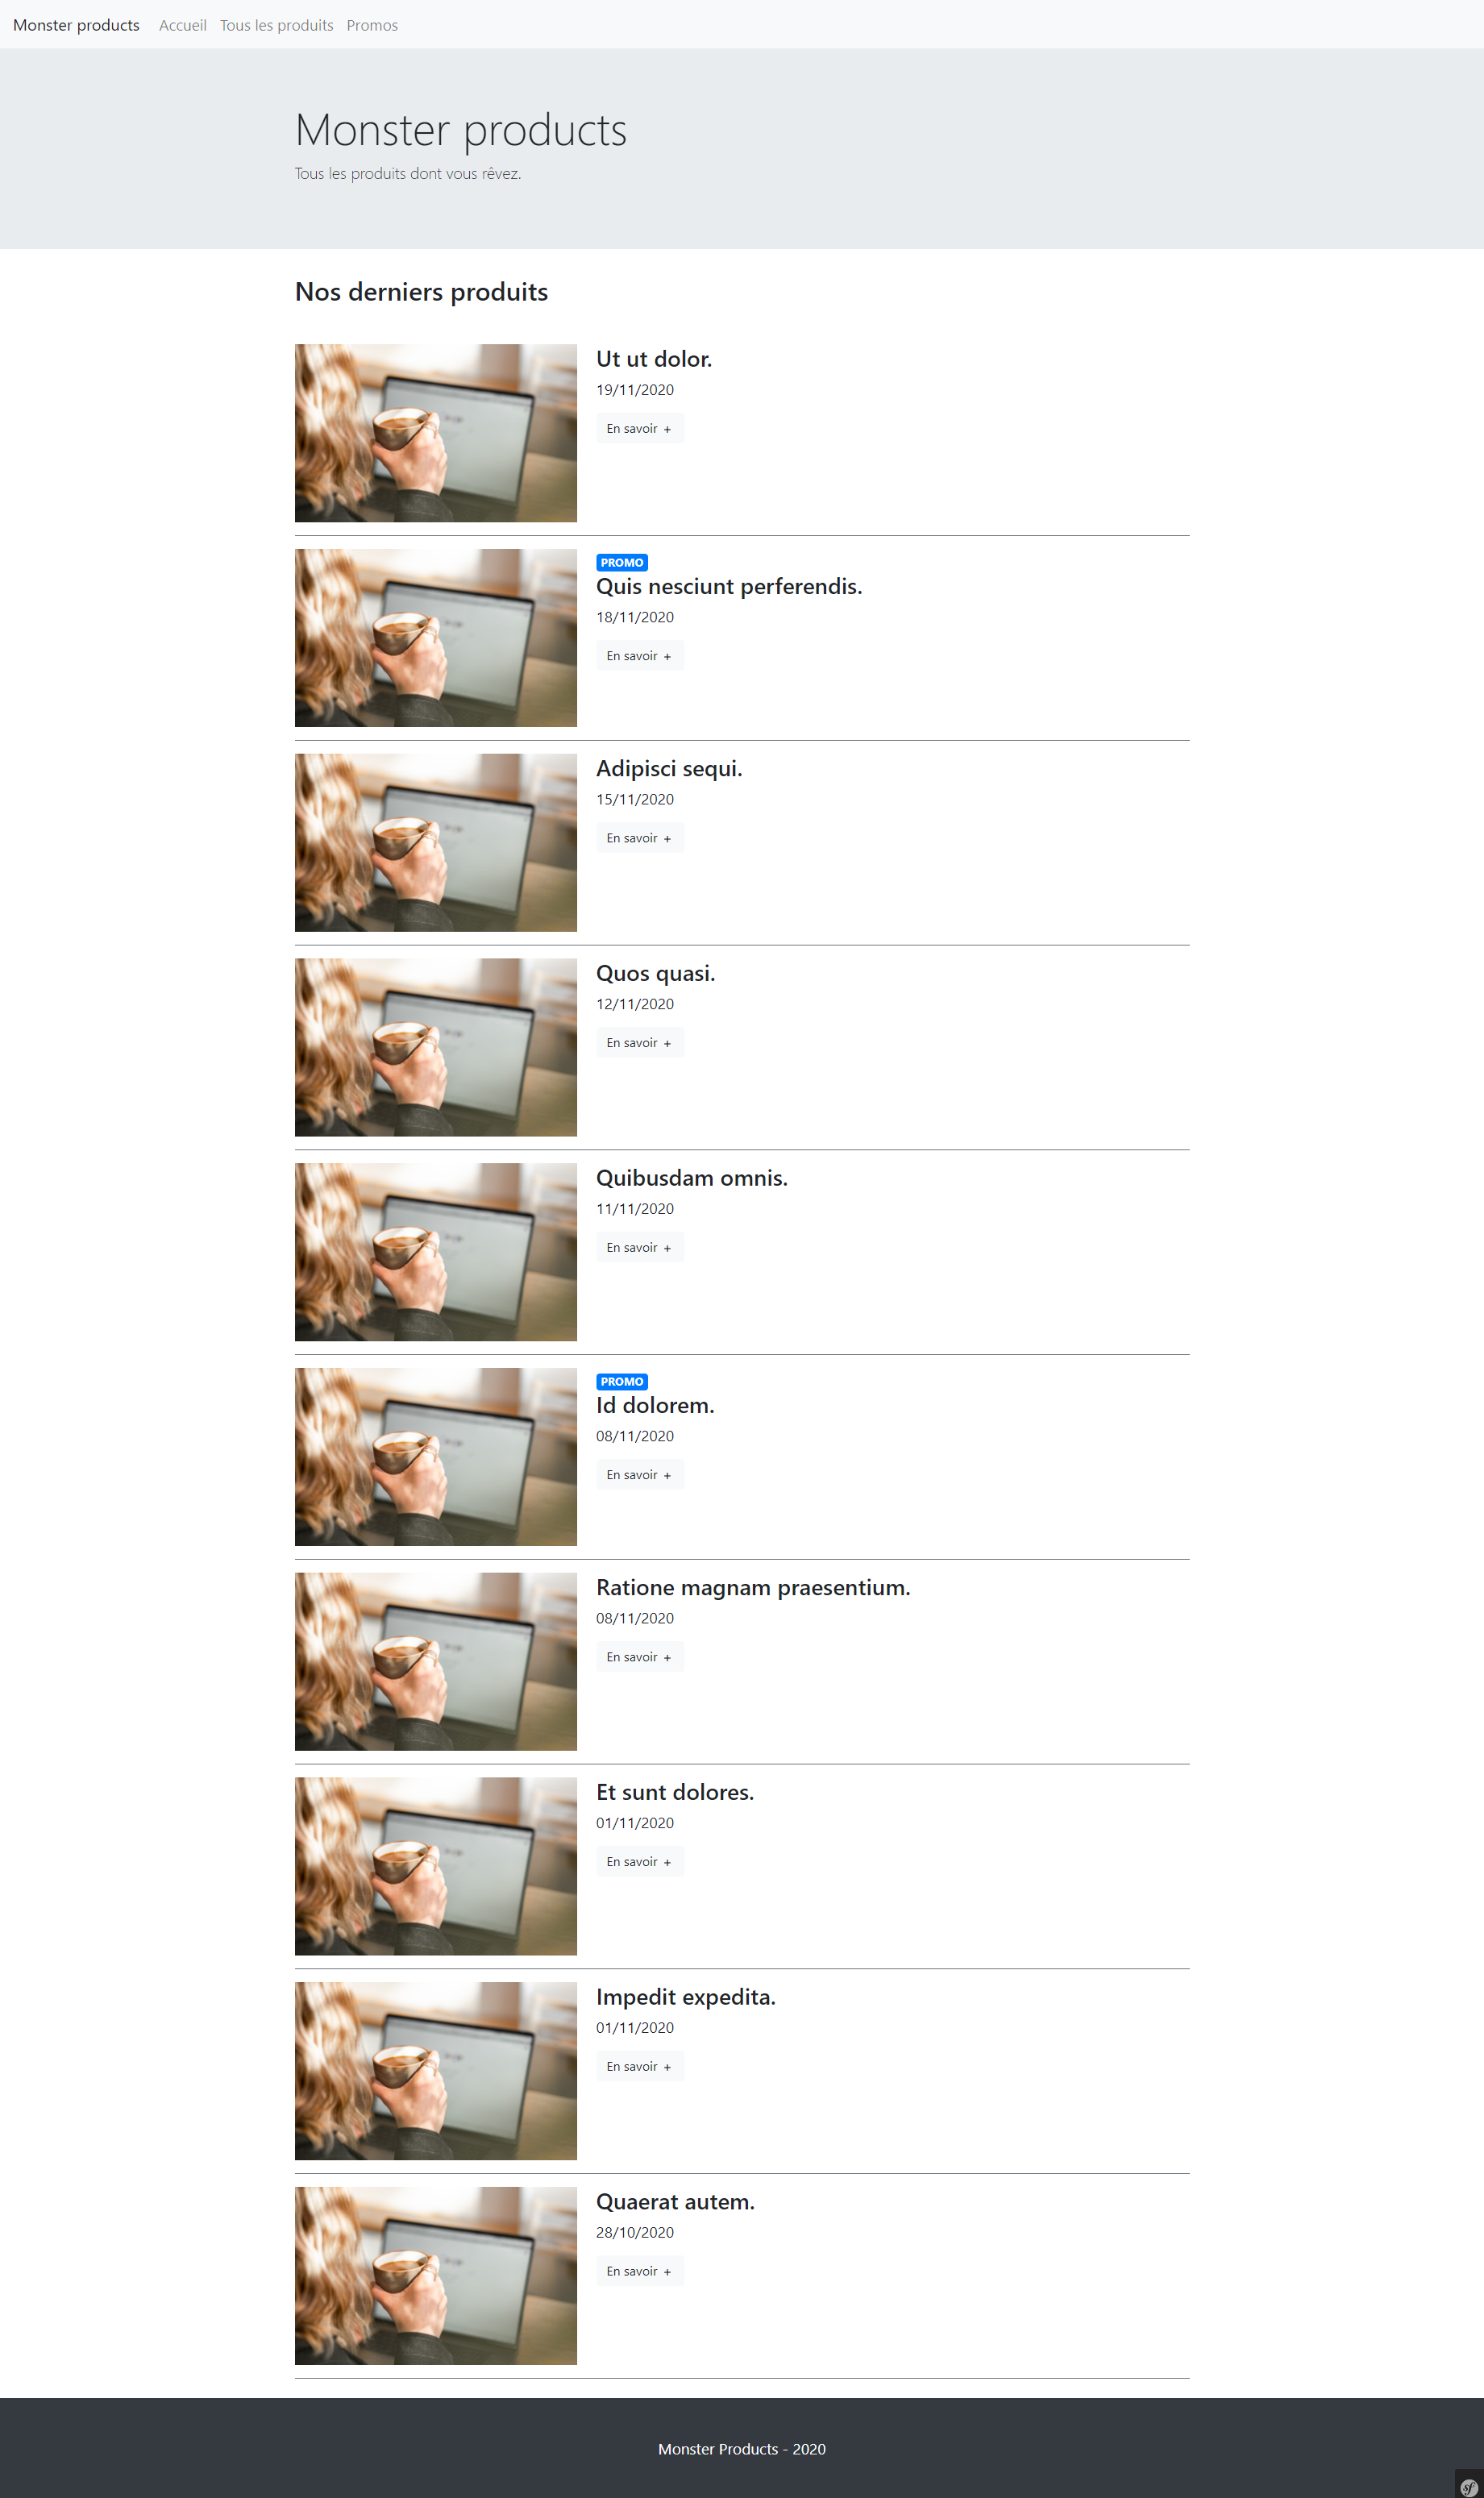 Monster products Accueil Tous les produits Promos
Monster products
Tous les produits dont vous rêvez.
Nos derniers produits
Ut ut dolor.
19/11/2020
En savoir +
PROMO
Quis nesciunt perferendis.
18/11/2020
En savoir +
Adipisci sequi.
15/11/2020
En savoir +
Quos quasi.
12/11/2020
En savoir +
Quibusdam omnis.
11/11/2020
En savoir +
PROMO
Id dolorem.
08/11/2020
En savoir +
Ratione magnam praesentium.
08/11/2020
En savoir +
Et sunt dolores.
01/11/2020
En savoir +
Impedit expedita.
01/11/2020
En savoir +
Quaerat autem.
28/10/2020
En savoir +
Monster Products - 2020
sf